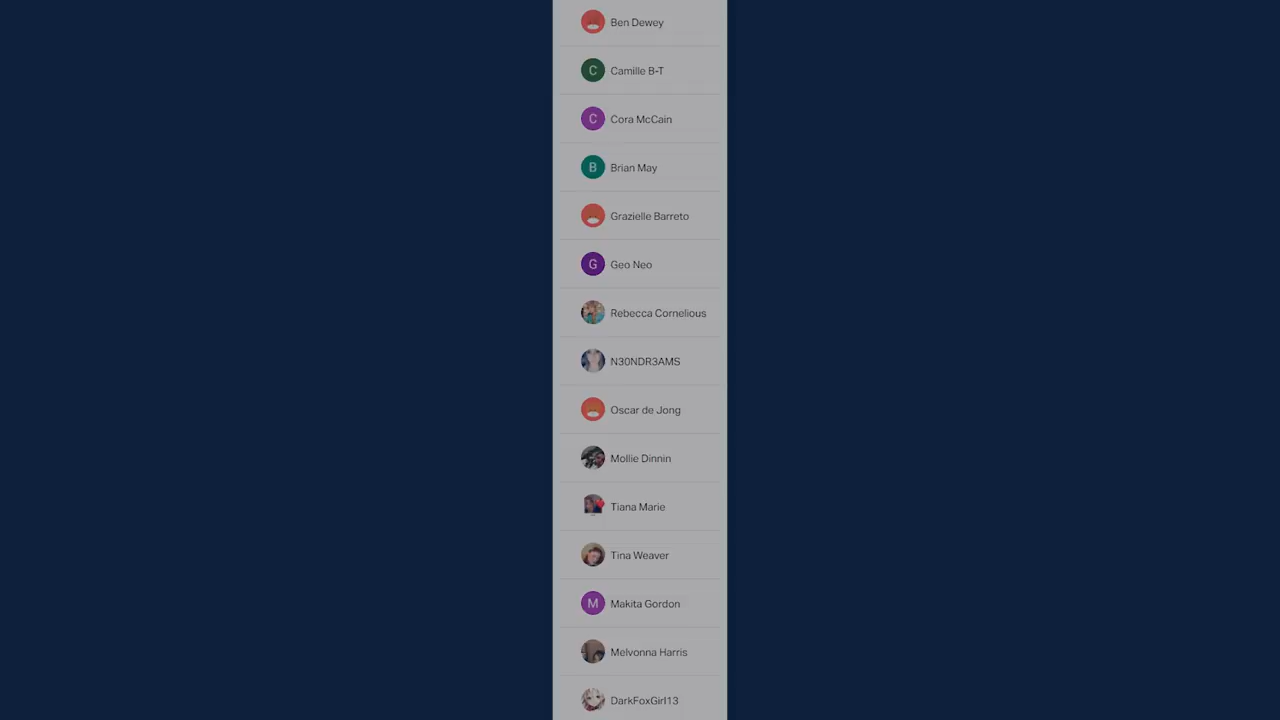 Ben Dewey
C Camille B-T
C Cora McCain
B Brian May
Grazielle Barreto
G Geo Neo
Rebecca Cornelious
N30NDR3AMS
Oscar de Jong
Mollie Dinnin
Tiana Marie
Tina Weaver
M Makita Gordon
Melvonna Harris
DarkFoxGirl13